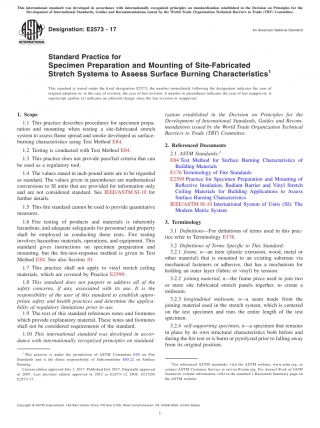 This international standard was developed in accordance with internationally recognized principles on standardization established in the Decision on Principles for the
Development of International Standards, Guides and Recommendations issued by the World Trade Organization Technical Barriers to Trade (TBT) Committee.
Designation: E2573 – 17
An American National Standard
Standard Practice for
Specimen Preparation and Mounting of Site-Fabricated
Stretch Systems to Assess Surface Burning Characteristics1
This standard is issued under the fixed designation E2573; the number immediately following the designation indicates the year of
original adoption or, in the case of revision, the year of last revision. A number in parentheses indicates the year of last reapproval. A
superscript epsilon (ε) indicates an editorial change since the last revision or reapproval.
1. Scope
1.1 This practice describes procedures for specimen prepa-
ration and mounting when testing a site-fabricated stretch
system to assess flame spread and smoke developed as surface-
burning characteristics using Test Method E84.
1.2 Testing is conducted with Test Method E84.
1.3 This practice does not provide pass/fail criteria that can
be used as a regulatory tool.
1.4 The values stated in inch-pound units are to be regarded
as standard. The values given in parentheses are mathematical
conversions to SI units that are provided for information only
and are not considered standard. See IEEE/ASTM SI-10 for
further details.
1.5 This fire standard cannot be used to provide quantitative
measures.
1.6 Fire testing of products and materials is inherently
hazardous, and adequate safeguards for personnel and property
shall be employed in conducting these tests. Fire testing
involves hazardous materials, operations, and equipment. This
standard gives instructions on specimen preparation and
mounting, but the fire-test-response method is given in Test
Method E84. See also Section 10.
1.7 This practice shall not apply to vinyl stretch ceiling
materials, which are covered by Practice E2599.
1.8 This standard does not purport to address all of the
safety concerns, if any, associated with its use. It is the
responsibility of the user of this standard to establish appro-
priate safety and health practices and determine the applica-
bility of regulatory limitations prior to use.
1.9 The text of this standard references notes and footnotes
which provide explanatory material. These notes and footnotes
shall not be considered requirements of the standard.
1.10 This international standard was developed in accor-
dance with internationally recognized principles on standard-
1 This practice is under the jurisdiction of ASTM Committee E05 on Fire
Standards and is the direct responsibility of Subcommittee E05.22 on Surface
Burning.
Current edition approved July 1, 2017. Published July 2017. Originally approved
in 2007. Last previous edition approved in 2012 as E2573-12. DOI: 10.1520/
E2573-17.
ization established in the Decision on Principles for the
Development of International Standards, Guides and Recom-
mendations issued by the World Trade Organization Technical
Barriers to Trade (TBT) Committee.
2. Referenced Documents
2.1 ASTM Standards:2
E84 Test Method for Surface Burning Characteristics of
Building Materials
E176 Terminology of Fire Standards
E2599 Practice for Specimen Preparation and Mounting of
Reflective Insulation, Radiant Barrier and Vinyl Stretch
Ceiling Materials for Building Applications to Assess
Surface Burning Characteristics
IEEE/ASTM SI-10 International System of Units (SI): The
Modern Metric System
3. Terminology
3.1 Definitions—For definitions of terms used in this prac-
tice refer to Terminology E176.
3.2 Definitions of Terms Specific to This Standard:
3.2.1 frame, n—an item (plastic extrusion, wood, metal or
other material) that is mounted to an existing substrate via
mechanical fasteners or adhesive, that has a mechanism for
holding an outer layer (fabric or vinyl) by tension.
3.2.2 joining material, n—the frame piece used to join two
or more site fabricated stretch panels together, to create a
midseam.
3.2.3 longitudinal midseam, n—a seam made from the
joining material used in the stretch system, which is centered
on the test specimen and runs the entire length of the test
specimen.
3.2.4 self-supporting specimen, n—a specimen that remains
in place by its own structural characteristics both before and
during the fire test or is burnt or pyrolyzed prior to falling away
from its original position.
2 For referenced ASTM standards, visit the ASTM website, www.astm.org, or
contact ASTM Customer Service at service@astm.org. For Annual Book of ASTM
Standards volume information, refer to the standard's Document Summary page on
the ASTM website.
Copyright © ASTM International, 100 Barr Harbor Drive, PO Box C700, West Conshohocken, PA 19428-2959. United States
1